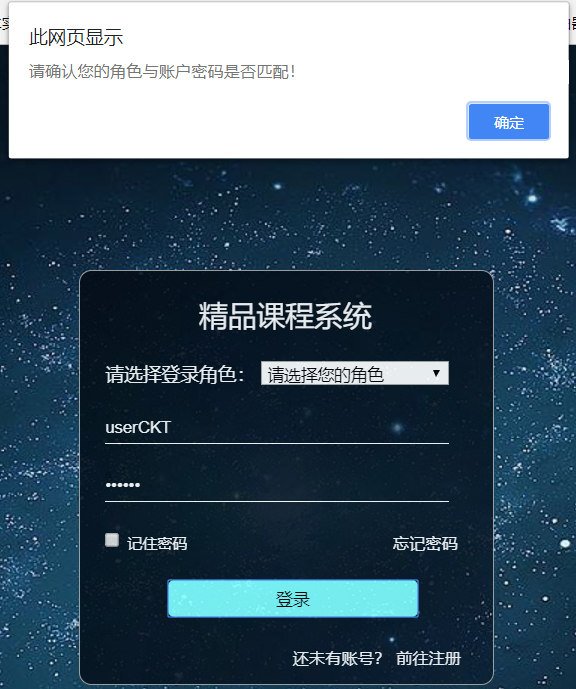 此网页显示
请确认您的角色与账户密码是否匹配！
确定
精品课程系统
请选择登录角色： 请选择您的角色
userCKT
••••••
记住密码 忘记密码
登录
还未有账号？ 前往注册